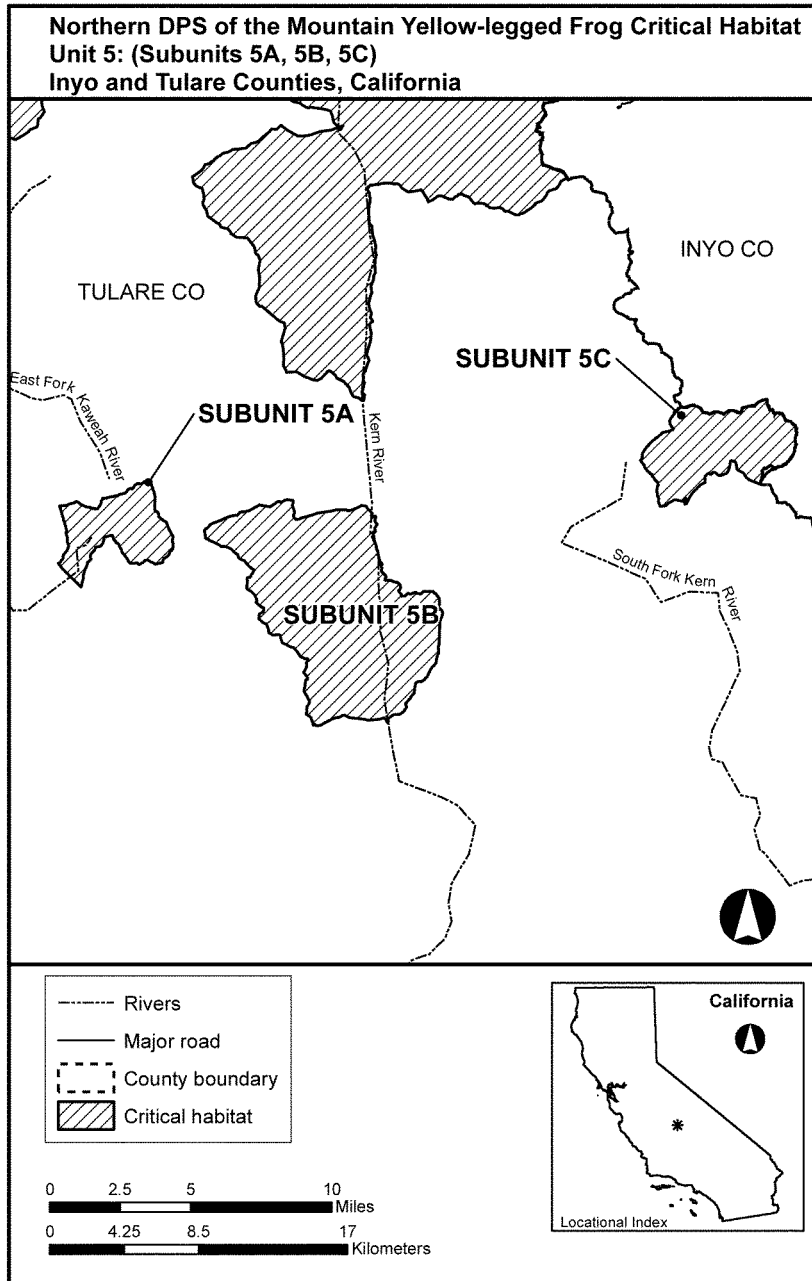 Northern DPS of the Mountain Yellow-legged Frog Critical Habitat
Unit 5: (Subunits 5A, 5B, 5C)
Inyo and Tulare Counties, California
INYO CO
TULARE CO
SUBUNIT 5C
East Fork Kaweah River
SUBUNIT 5A
Kern River
South Fork Kern River
SUBUNIT 5B
Rivers
Major road
County boundary
Critical habitat
California
0 2.5 5 10
Miles
0 4.25 8.5 17
Kilometers
Locational Index